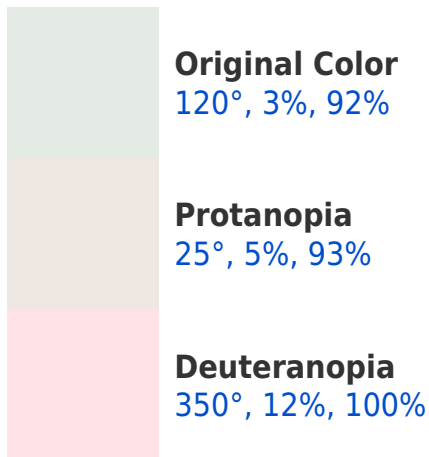 Original Color
120°, 3%, 92%
Protanopia
25°, 5%, 93%
Deuteranopia
350°, 12%, 100%